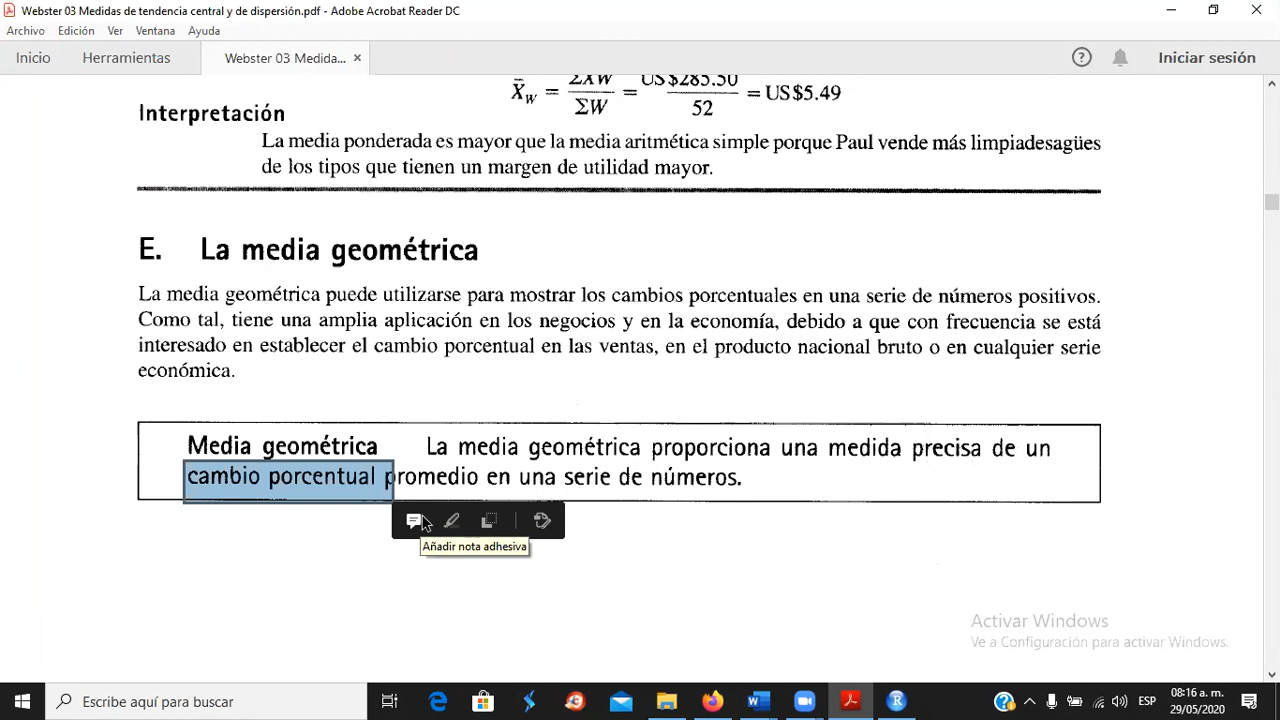 Webster 03 Medidas de tendencia central y de dispersión.pdf - Adobe Acrobat Reader DC
Archivo Edición Ver Ventana Ayuda
Inicio Herramientas Webster 03 Medida... × Iniciar sesión
X̄W = ΣXW / ΣW = US$285.50 / 52 = US$5.49
Interpretación
La media ponderada es mayor que la media aritmética simple porque Paul vende más limpiadesagües
de los tipos que tienen un margen de utilidad mayor.
E. La media geométrica
La media geométrica puede utilizarse para mostrar los cambios porcentuales en una serie de números positivos.
Como tal, tiene una amplia aplicación en los negocios y en la economía, debido a que con frecuencia se está
interesado en establecer el cambio porcentual en las ventas, en el producto nacional bruto o en cualquier serie
económica.
Media geométrica La media geométrica proporciona una medida precisa de un
cambio porcentual promedio en una serie de números.
Añadir nota adhesiva
Activar Windows
Ve a Configuración para activar Windows.
Escribe aquí para buscar
ESP
08:16 a. m.
29/05/2020